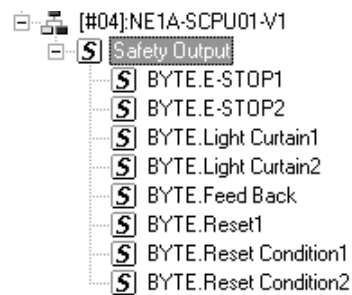 [#04]:NE1A-SCPU01-V1
S Safety Output
S BYTE.E-STOP1
S BYTE.E-STOP2
S BYTE.Light Curtain1
S BYTE.Light Curtain2
S BYTE.Feed Back
S BYTE.Reset1
S BYTE.Reset Condition1
S BYTE.Reset Condition2